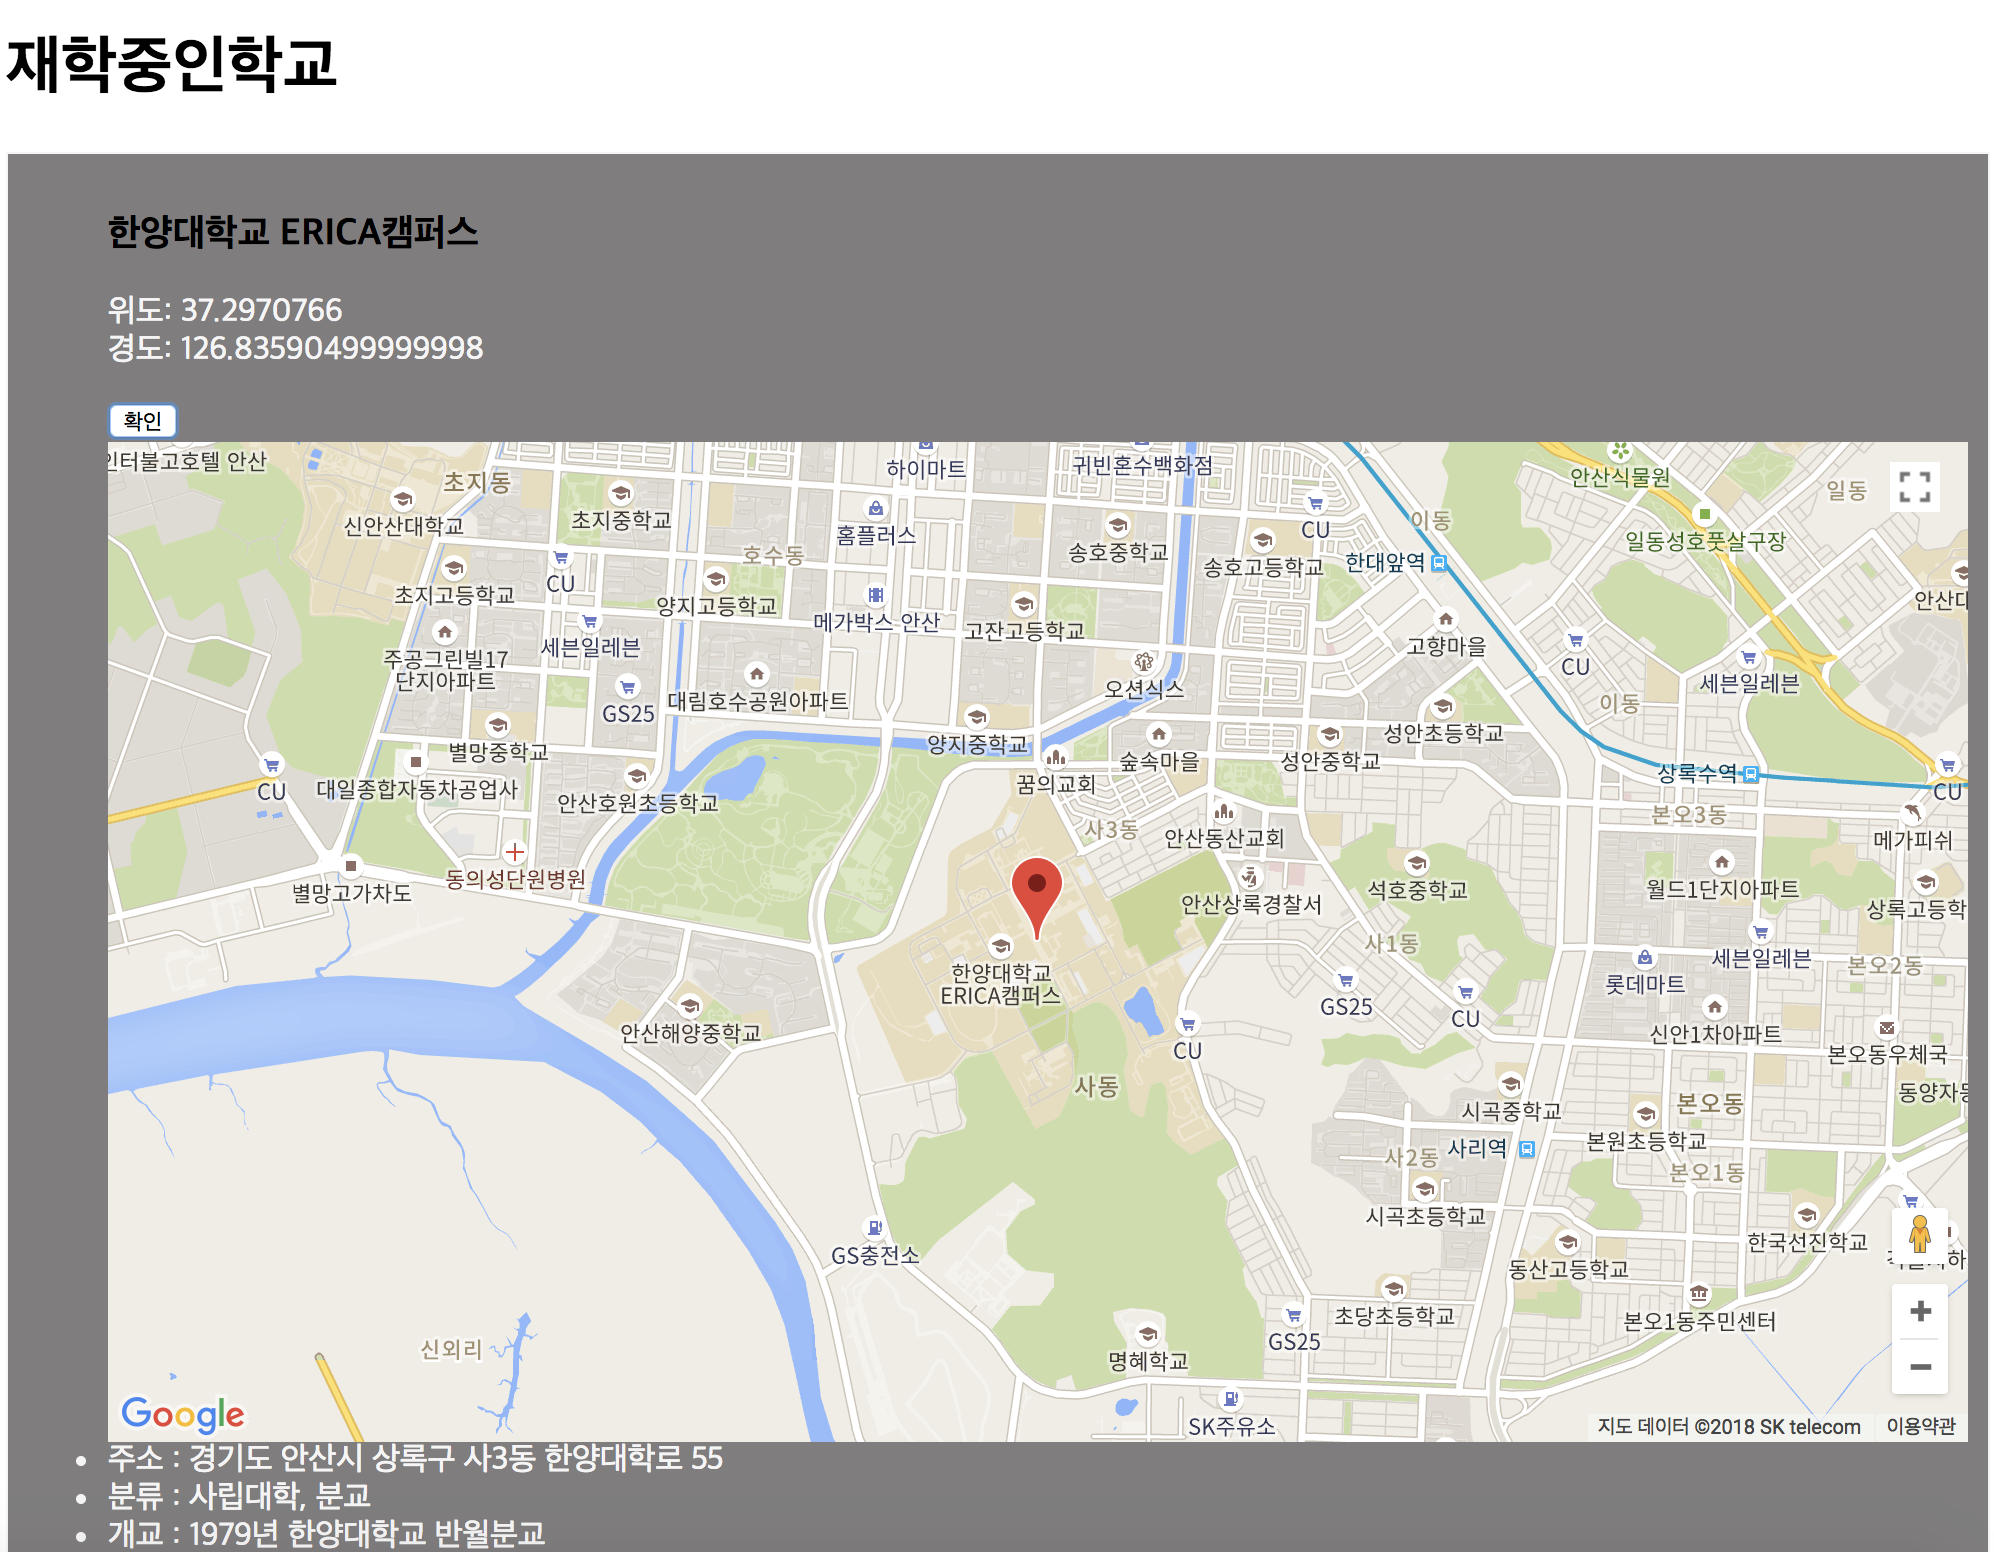 재학중인학교
한양대학교 ERICA캠퍼스
위도: 37.2970766
경도: 126.83590499999998
확인
인터불고호텔 안산
초지동
하이마트
귀빈혼수백화점
안산식물원
일동
신안산대학교
초지중학교
홈플러스
CU
이동
일동성호풋살구장
호수동
송호중학교
송호고등학교
한대앞역
초지고등학교
CU
양지고등학교
메가박스 안산
고잔고등학교
고향마을
CU
주공그린빌17
단지아파트
세븐일레븐
GS25
대림호수공원아파트
오션식스
이동
세븐일레븐
별망중학교
양지중학교
숲속마을
성안중학교
성안초등학교
CU
대일종합자동차공업사
안산호원초등학교
꿈의교회
상록수역
CU
사3동
안산동산교회
본오3동
메가피쉬
동의성단원병원
별망고가차도
안산상록경찰서
석호중학교
월드1단지아파트
상록고등학
한양대학교
ERICA캠퍼스
사1동
세븐일레븐
본오2동
롯데마트
GS25
CU
안산해양중학교
CU
신안1차아파트
본오동우체국
사동
시곡중학교
본오동
사2동
사리역
본원초등학교
본오1동
시곡초등학교
GS충전소
한국선진학교
동산고등학교
초당초등학교
본오1동주민센터
신외리
명혜학교
GS25
SK주유소
Google
지도 데이터 ©2018 SK telecom
이용약관
주소 : 경기도 안산시 상록구 사3동 한양대학로 55
분류 : 사립대학, 분교
개교 : 1979년 한양대학교 반월분교